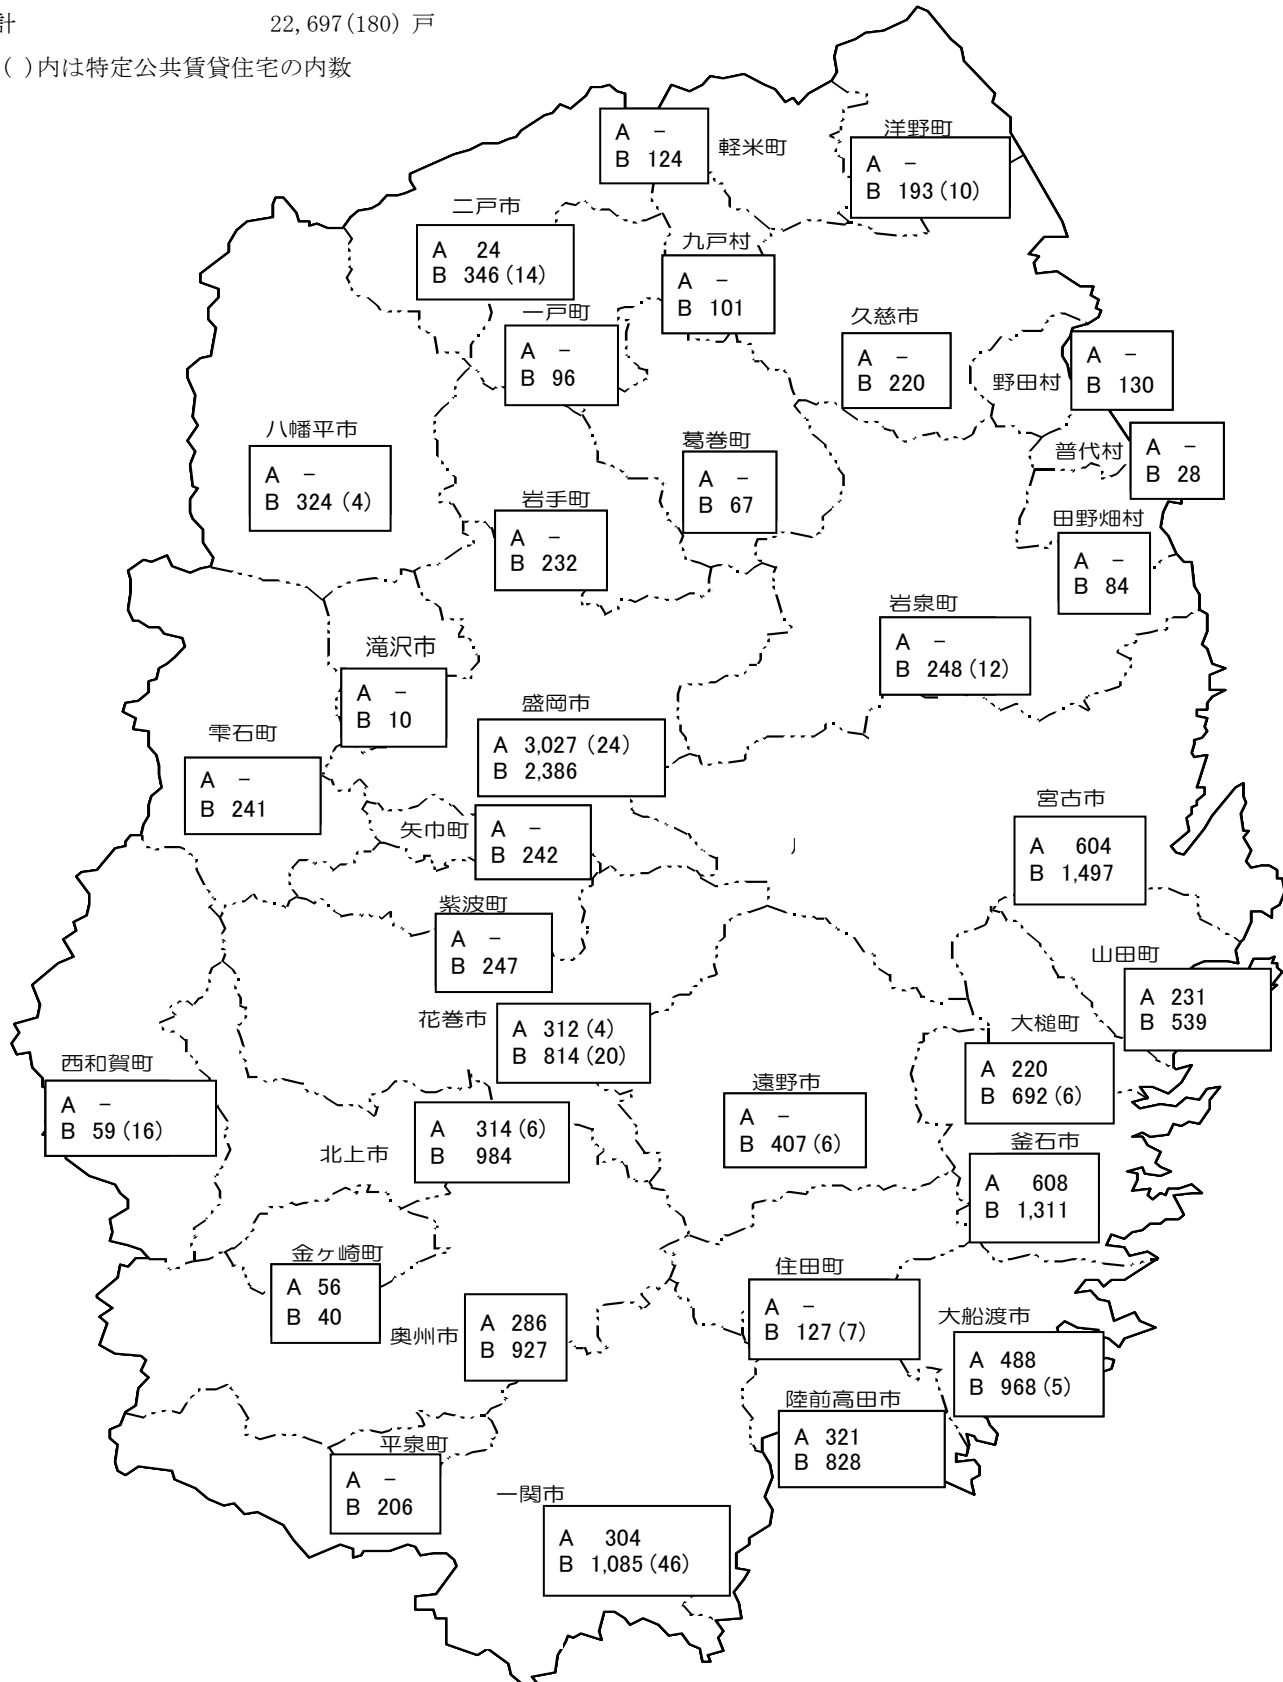 計 22,697(180) 戸
( )内は特定公共賃貸住宅の内数
軽米町
A －
B 124
洋野町
A －
B 193 (10)
二戸市
A 24
B 346 (14)
九戸村
A －
B 101
一戸町
A －
B 96
久慈市
A －
B 220
野田村
A －
B 130
八幡平市
A －
B 324 (4)
葛巻町
A －
B 67
普代村
A －
B 28
岩手町
A －
B 232
田野畑村
A －
B 84
岩泉町
A －
B 248 (12)
滝沢市
A －
B 10
盛岡市
A 3,027 (24)
B 2,386
雫石町
A －
B 241
矢巾町
A －
B 242
宮古市
A 604
B 1,497
紫波町
A －
B 247
山田町
A 231
B 539
花巻市
A 312 (4)
B 814 (20)
大槌町
A 220
B 692 (6)
西和賀町
A －
B 59 (16)
遠野市
A －
B 407 (6)
北上市
A 314 (6)
B 984
釜石市
A 608
B 1,311
金ヶ崎町
A 56
B 40
住田町
A －
B 127 (7)
奥州市
A 286
B 927
大船渡市
A 488
B 968 (5)
陸前高田市
A 321
B 828
平泉町
A －
B 206
一関市
A 304
B 1,085 (46)